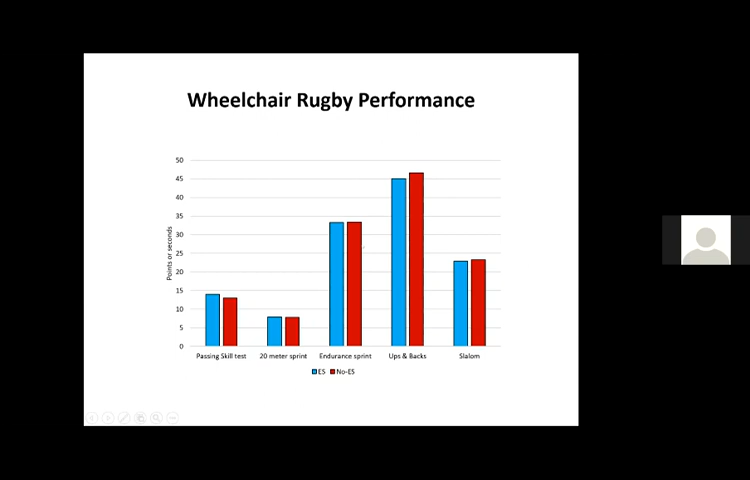 Wheelchair Rugby Performance
50
45
40
35
30
25
20
15
10
5
0
Points or seconds
Passing Skill test 20 meter sprint Endurance sprint Ups & Backs Slalom
ES No-ES